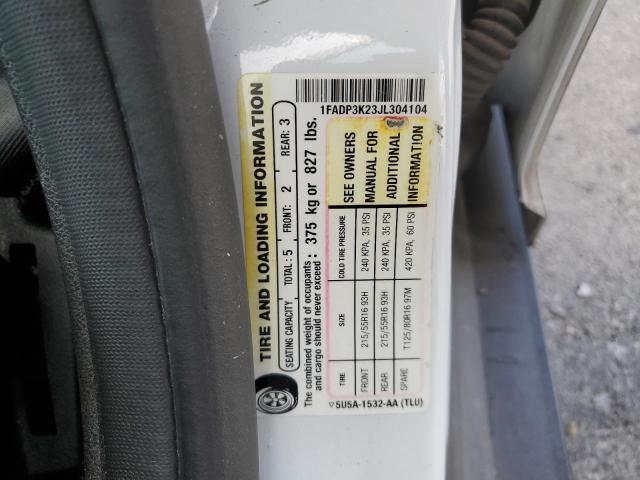 TIRE AND LOADING INFORMATION
SEATING CAPACITY TOTAL: 5 FRONT: 2 REAR: 3
The combined weight of occupants : 375 kg or 827 lbs.
and cargo should never exceed
1FADP3K23JL304104
TIRE SIZE COLD TIRE PRESSURE
FRONT 215/55R16 93H 240 KPA, 35 PSI
REAR 215/55R16 93H 240 KPA, 35 PSI
SPARE T125/80R16 97M 420 KPA, 60 PSI
SEE OWNERS
MANUAL FOR
ADDITIONAL
INFORMATION
5U5A-1532-AA (TLU)